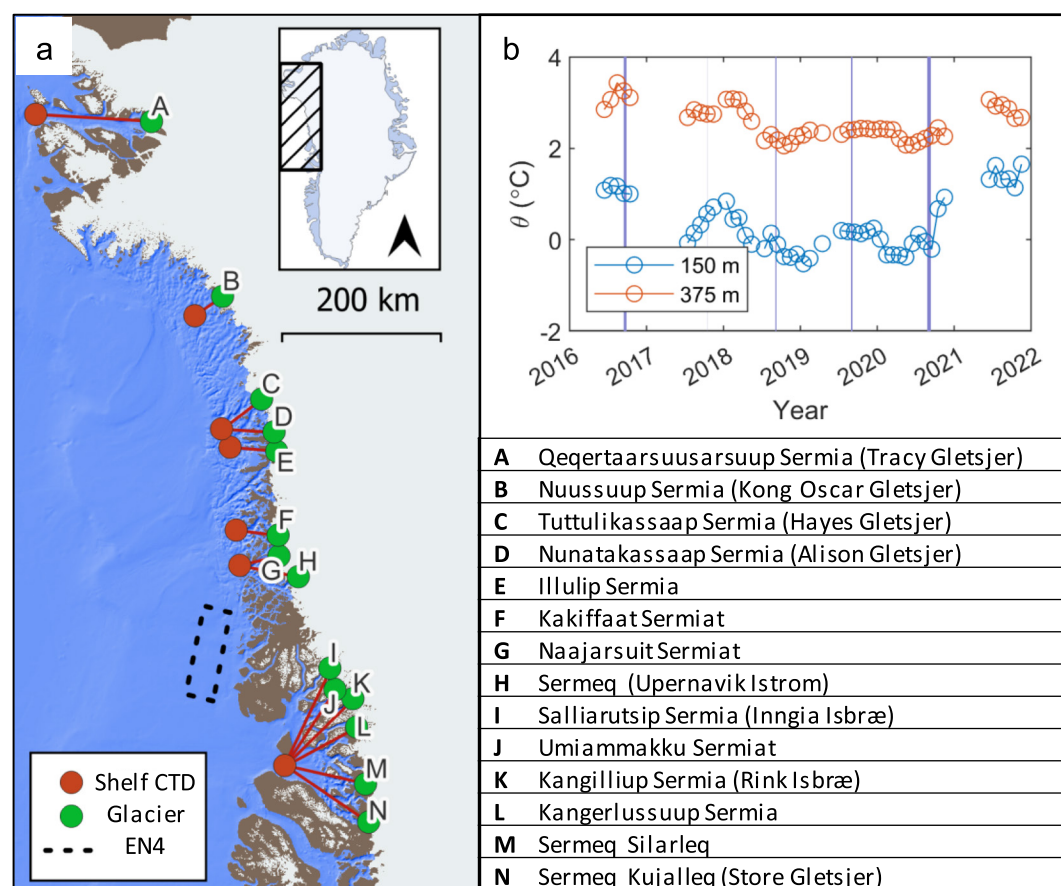 a
A
B
200 km
C
D
E
F
G
H
I
J
K
L
M
N
Shelf CTD
Glacier
EN4
b
4
2
0
-2
θ (°C)
150 m
375 m
2016
2017
2018
2019
2020
2021
2022
Year
A Qeqertaarsuusarsuup Sermia (Tracy Gletsjer)
B Nuussuup Sermia (Kong Oscar Gletsjer)
C Tuttulikassaap Sermia (Hayes Gletsjer)
D Nunatakassaap Sermia (Alison Gletsjer)
E Illulip Sermia
F Kakiffaat Sermiat
G Naajarsuit Sermiat
H Sermeq (Upernavik Istrom)
I Salliarutsip Sermia (Inngia Isbræ)
J Umiammakku Sermiat
K Kangilliup Sermia (Rink Isbræ)
L Kangerlussuup Sermia
M Sermeq Silarleq
N Sermeq Kujalleq (Store Gletsjer)